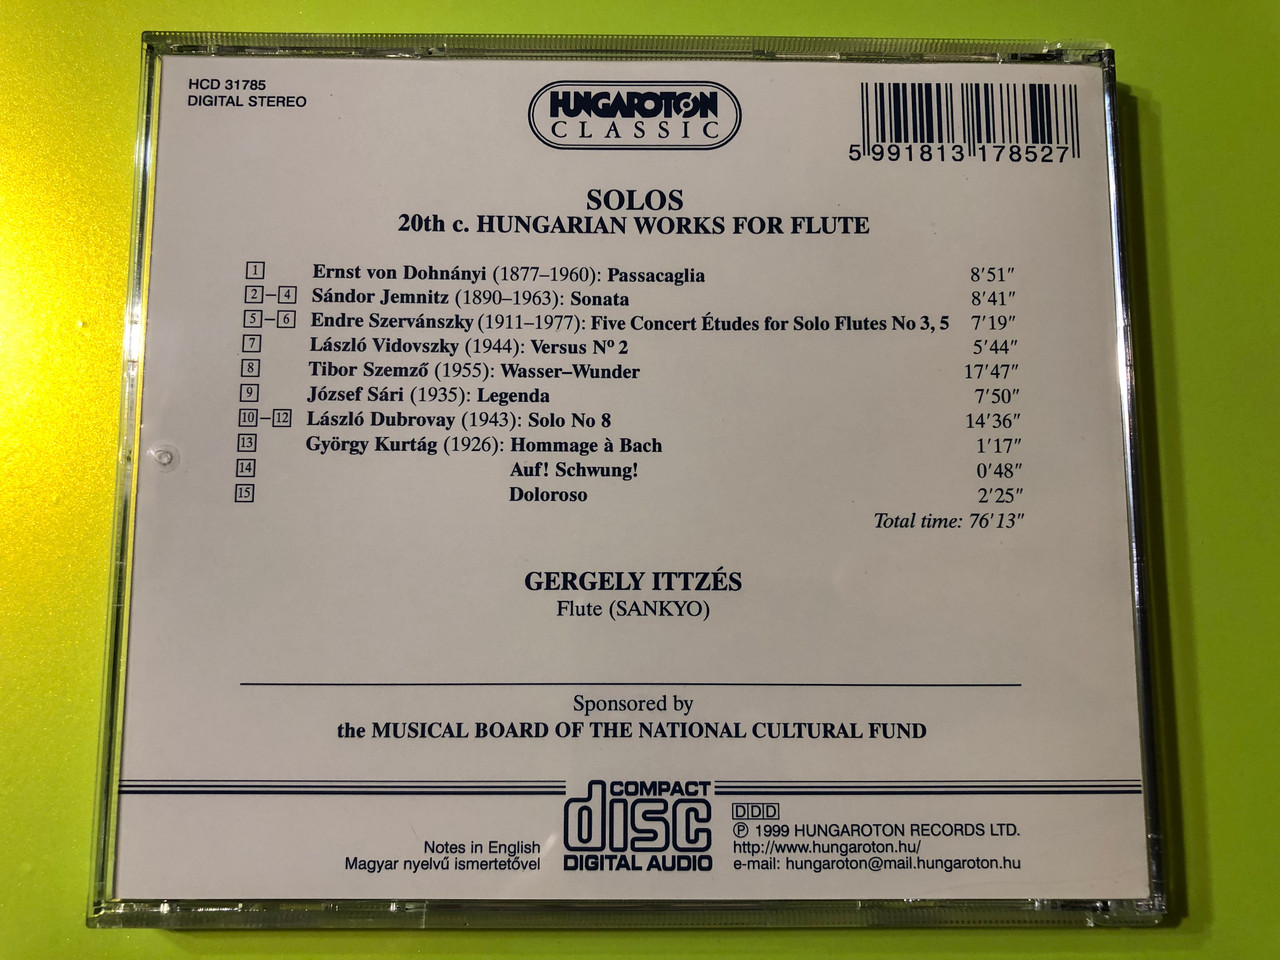 HCD 31785
DIGITAL STEREO
HUNGAROTON
CLASSIC
5 991813 178527
SOLOS
20th c. HUNGARIAN WORKS FOR FLUTE
1 Ernst von Dohnányi (1877–1960): Passacaglia 8′51″
2–4 Sándor Jemnitz (1890–1963): Sonata 8′41″
5–6 Endre Szervánszky (1911–1977): Five Concert Études for Solo Flutes No 3, 5 7′19″
7 László Vidovszky (1944): Versus Nº 2 5′44″
8 Tibor Szemző (1955): Wasser–Wunder 17′47″
9 József Sári (1935): Legenda 7′50″
10–12 László Dubrovay (1943): Solo No 8 14′36″
13 György Kurtág (1926): Hommage à Bach 1′17″
14 Auf! Schwung! 0′48″
15 Doloroso 2′25″
Total time: 76′13″
GERGELY ITTZÉS
Flute (SANKYO)
Sponsored by
the MUSICAL BOARD OF THE NATIONAL CULTURAL FUND
Notes in English
Magyar nyelvű ismertetővel
COMPACT
disc
DIGITAL AUDIO
DDD
℗ 1999 HUNGAROTON RECORDS LTD.
http://www.hungaroton.hu/
e-mail: hungaroton@mail.hungaroton.hu